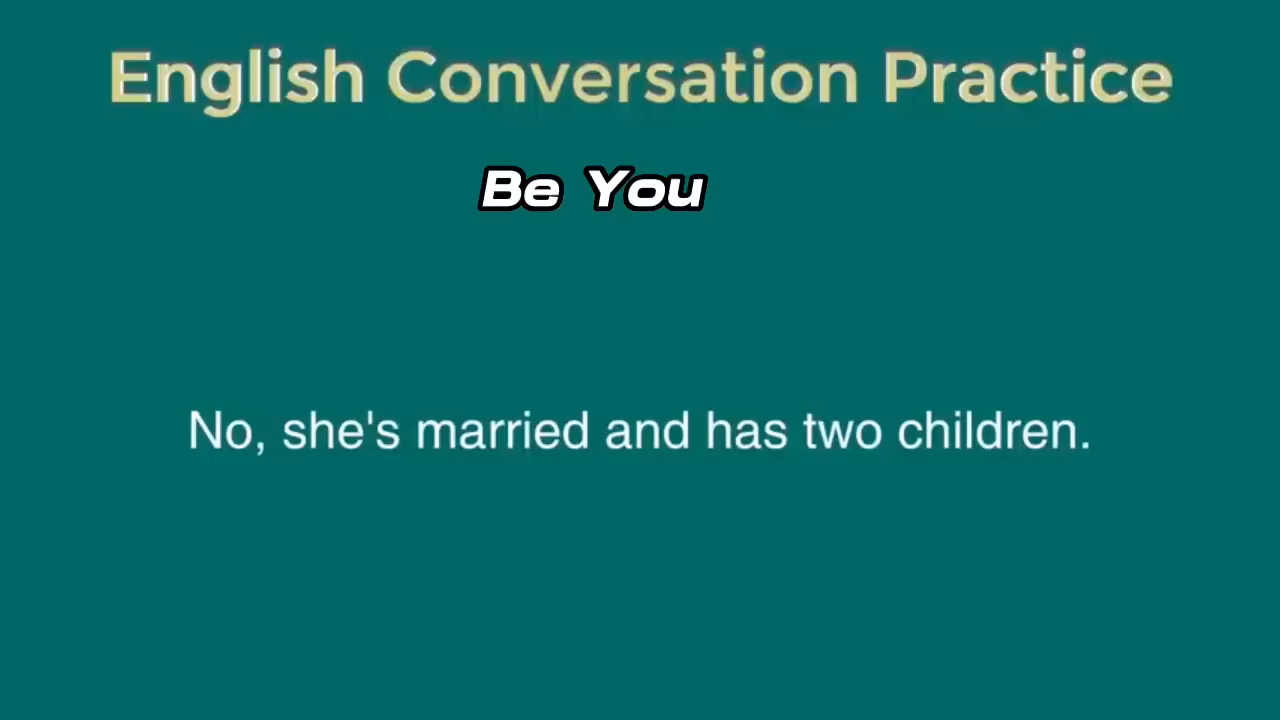 English Conversation Practice
Be You
No, she's married and has two children.